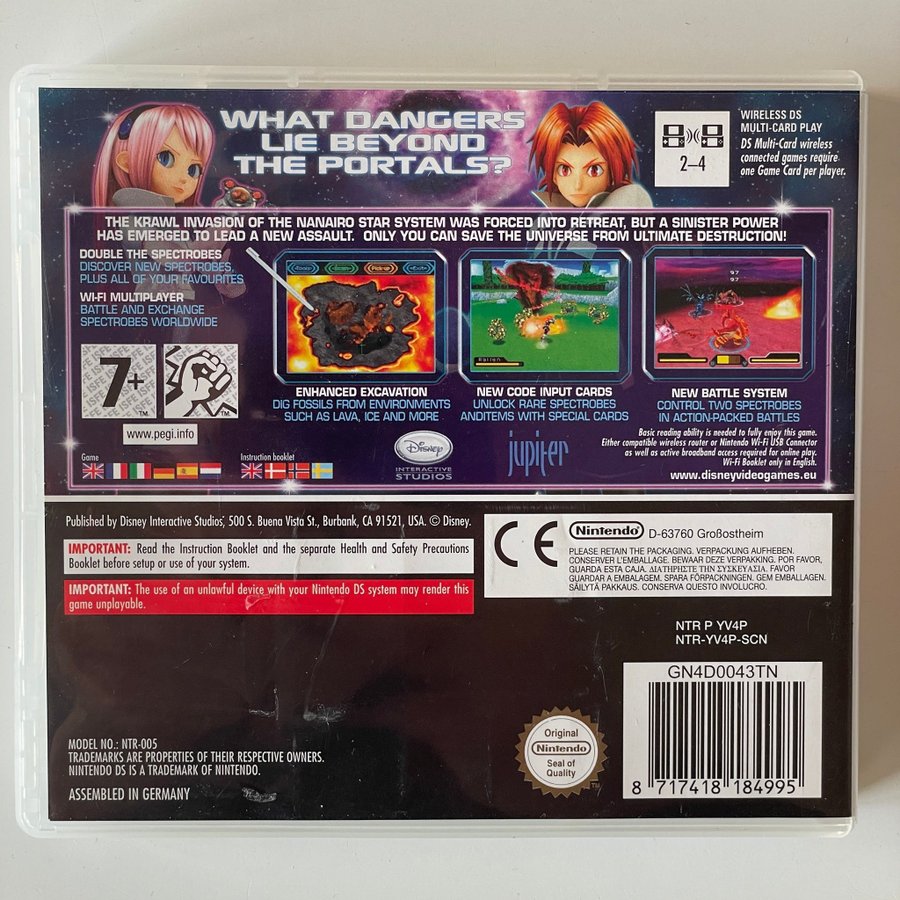 WHAT DANGERS
LIE BEYOND
THE PORTALS?
2–4
WIRELESS DS
MULTI-CARD PLAY
DS Multi-Card wireless
connected games require
one Game Card per player.
THE KRAWL INVASION OF THE NANAIRO STAR SYSTEM WAS FORCED INTO RETREAT, BUT A SINISTER POWER
HAS EMERGED TO LEAD A NEW ASSAULT. ONLY YOU CAN SAVE THE UNIVERSE FROM ULTIMATE DESTRUCTION!
DOUBLE THE SPECTROBES
DISCOVER NEW SPECTROBES,
PLUS ALL OF YOUR FAVOURITES
WI-FI MULTIPLAYER
BATTLE AND EXCHANGE
SPECTROBES WORLDWIDE
Rallen
97
97
ENHANCED EXCAVATION
DIG FOSSILS FROM ENVIRONMENTS
SUCH AS LAVA, ICE AND MORE
NEW CODE INPUT CARDS
UNLOCK RARE SPECTROBES
ANDITEMS WITH SPECIAL CARDS
NEW BATTLE SYSTEM
CONTROL TWO SPECTROBES
IN ACTION-PACKED BATTLES
7+
TM
TM
www.pegi.info
Game
Instruction booklet
Disney
INTERACTIVE
STUDIOS
jupiter
Basic reading ability is needed to fully enjoy this game.
Either compatible wireless router or Nintendo Wi-Fi USB Connector
as well as active broadband access required for online play.
Wi-Fi Booklet only in English.
www.disneyvideogames.eu
Published by Disney Interactive Studios, 500 S. Buena Vista St., Burbank, CA 91521, USA. © Disney.
IMPORTANT: Read the Instruction Booklet and the separate Health and Safety Precautions
Booklet before setup or use of your system.
IMPORTANT: The use of an unlawful device with your Nintendo DS system may render this
game unplayable.
CE
Nintendo D-63760 Großostheim
PLEASE RETAIN THE PACKAGING. VERPACKUNG AUFHEBEN.
CONSERVER L'EMBALLAGE. BEWAAR DEZE VERPAKKING. POR FAVOR,
GUARDA ESTA CAJA. ΔΙΑΤΗΡΗΣΤΕ ΤΗΝ ΣΥΣΚΕΥΑΣΙΑ. FAVOR
GUARDAR A EMBALAGEM. SPARA FÖRPACKNINGEN. GEM EMBALLAGEN.
SÄILYTÄ PAKKAUS. CONSERVA QUESTO INVOLUCRO.
NTR P YV4P
NTR-YV4P-SCN
GN4D0043TN
8 717418 184995
Original
Nintendo
Seal of
Quality
TM
MODEL NO.: NTR-005
TRADEMARKS ARE PROPERTIES OF THEIR RESPECTIVE OWNERS.
NINTENDO DS IS A TRADEMARK OF NINTENDO.
ASSEMBLED IN GERMANY